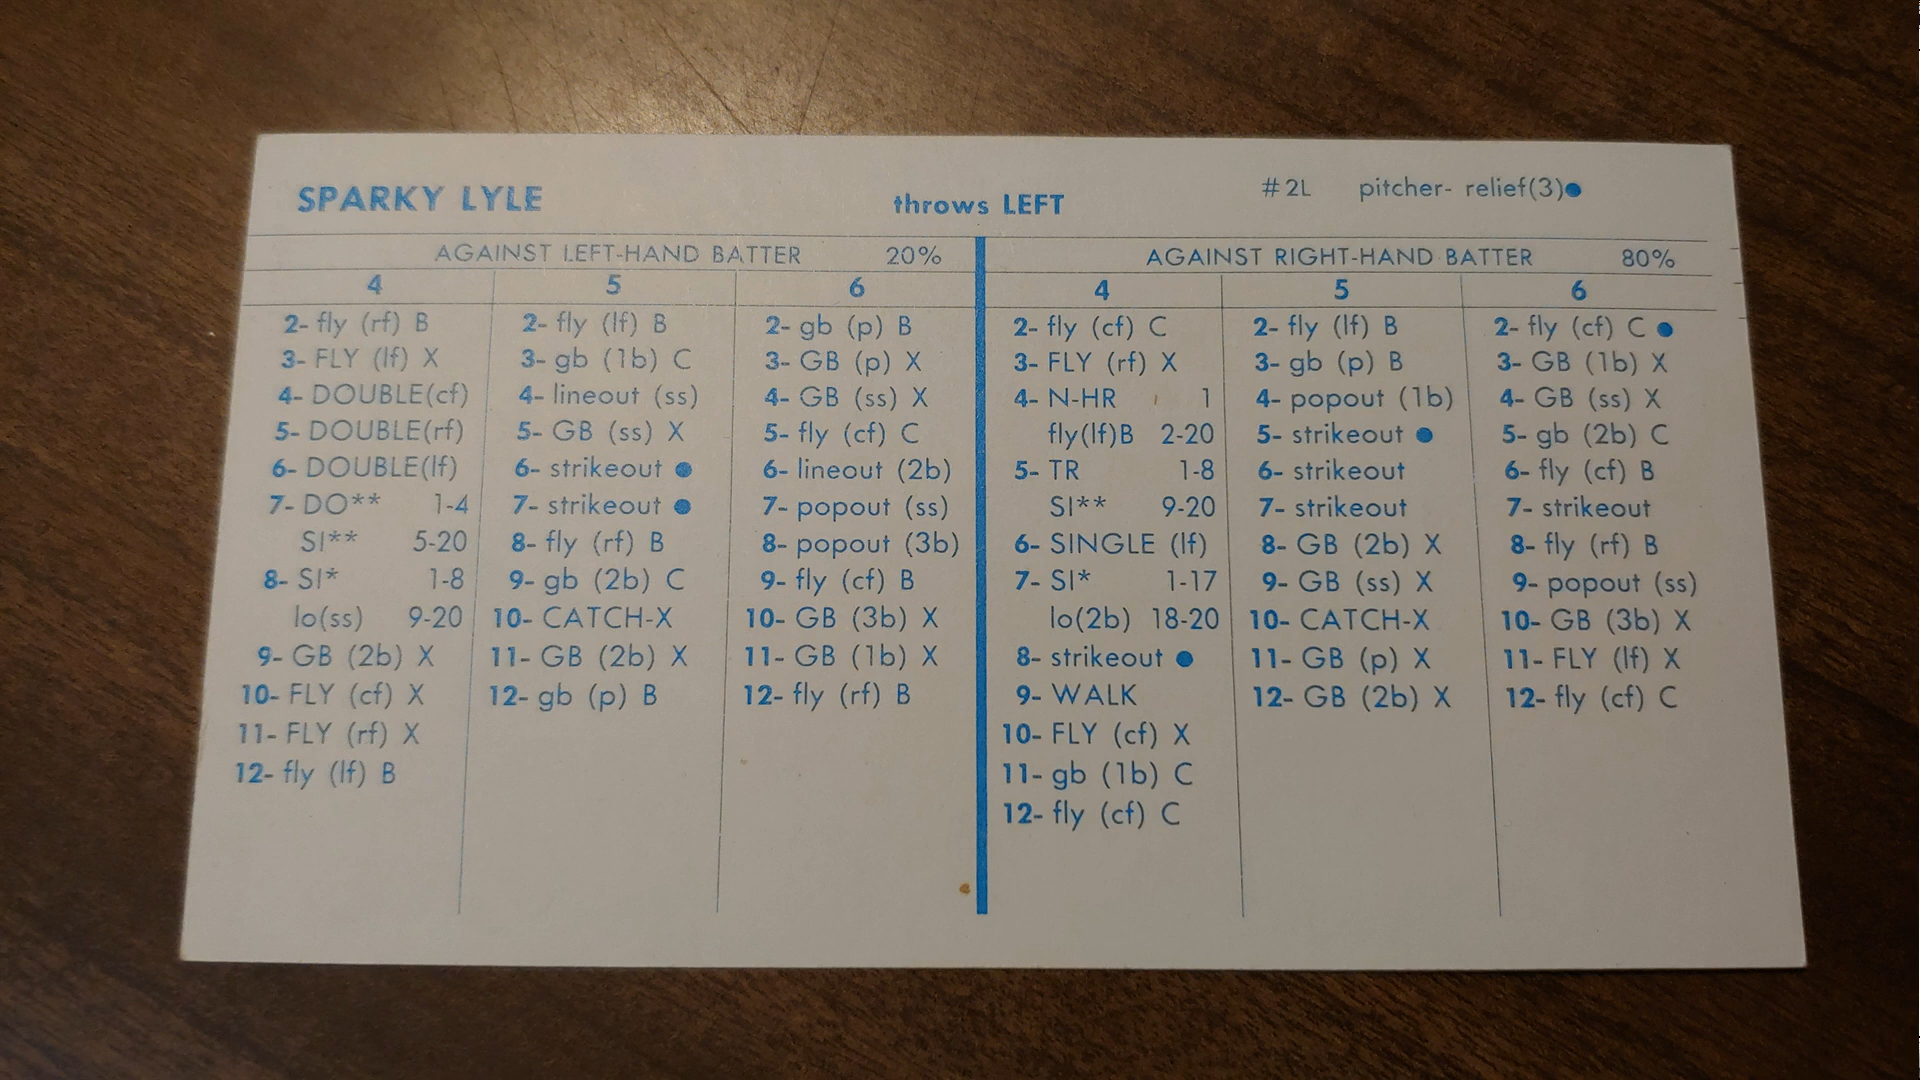 SPARKY LYLE throws LEFT #2L pitcher- relief(3)●
AGAINST LEFT-HAND BATTER 20%
4 5 6
2- fly (rf) B 2- fly (lf) B 2- gb (p) B
3- FLY (lf) X 3- gb (1b) C 3- GB (p) X
4- DOUBLE(cf) 4- lineout (ss) 4- GB (ss) X
5- DOUBLE(rf) 5- GB (ss) X 5- fly (cf) C
6- DOUBLE(lf) 6- strikeout ● 6- lineout (2b)
7- DO** 1-4 7- strikeout ● 7- popout (ss)
SI** 5-20 8- fly (rf) B 8- popout (3b)
8- SI* 1-8 9- gb (2b) C 9- fly (cf) B
lo(ss) 9-20 10- CATCH-X 10- GB (3b) X
9- GB (2b) X 11- GB (2b) X 11- GB (1b) X
10- FLY (cf) X 12- gb (p) B 12- fly (rf) B
11- FLY (rf) X
12- fly (lf) B
AGAINST RIGHT-HAND BATTER 80%
4 5 6
2- fly (cf) C 2- fly (lf) B 2- fly (cf) C ●
3- FLY (rf) X 3- gb (p) B 3- GB (1b) X
4- N-HR 1 4- popout (1b) 4- GB (ss) X
fly(lf)B 2-20 5- strikeout ● 5- gb (2b) C
5- TR 1-8 6- strikeout 6- fly (cf) B
SI** 9-20 7- strikeout 7- strikeout
6- SINGLE (lf) 8- GB (2b) X 8- fly (rf) B
7- SI* 1-17 9- GB (ss) X 9- popout (ss)
lo(2b) 18-20 10- CATCH-X 10- GB (3b) X
8- strikeout ● 11- GB (p) X 11- FLY (lf) X
9- WALK 12- GB (2b) X 12- fly (cf) C
10- FLY (cf) X
11- gb (1b) C
12- fly (cf) C